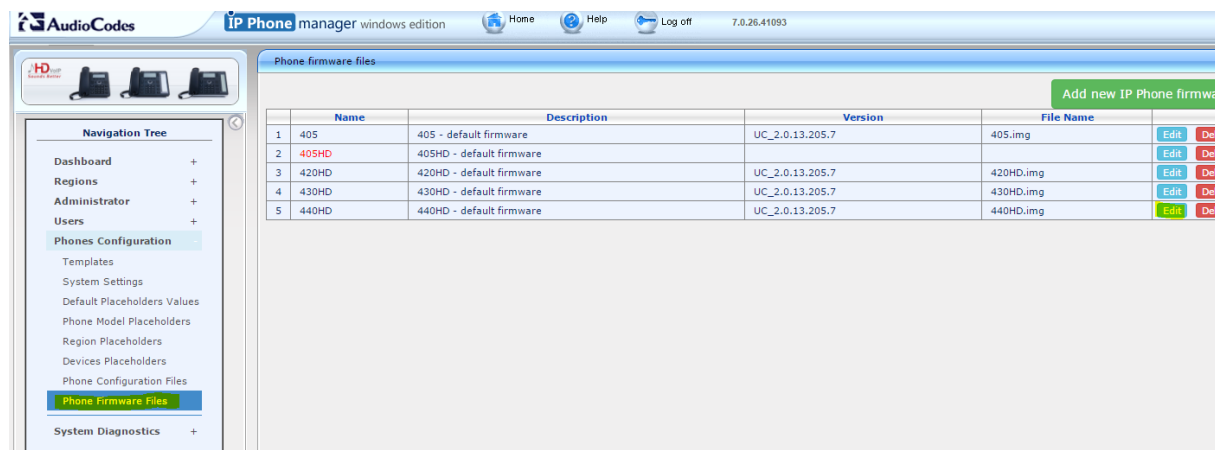 AudioCodes
IP Phone manager windows edition
Home
Help
Log off
7.0.26.41093
HD VoIP
Phone firmware files
Add new IP Phone firmwa
Name Description Version File Name
1 405 405 - default firmware UC_2.0.13.205.7 405.img Edit De
2 405HD 405HD - default firmware Edit De
3 420HD 420HD - default firmware UC_2.0.13.205.7 420HD.img Edit De
4 430HD 430HD - default firmware UC_2.0.13.205.7 430HD.img Edit De
5 440HD 440HD - default firmware UC_2.0.13.205.7 440HD.img Edit De
Navigation Tree
Dashboard +
Regions +
Administrator +
Users +
Phones Configuration -
Templates
System Settings
Default Placeholders Values
Phone Model Placeholders
Region Placeholders
Devices Placeholders
Phone Configuration Files
Phone Firmware Files
System Diagnostics +